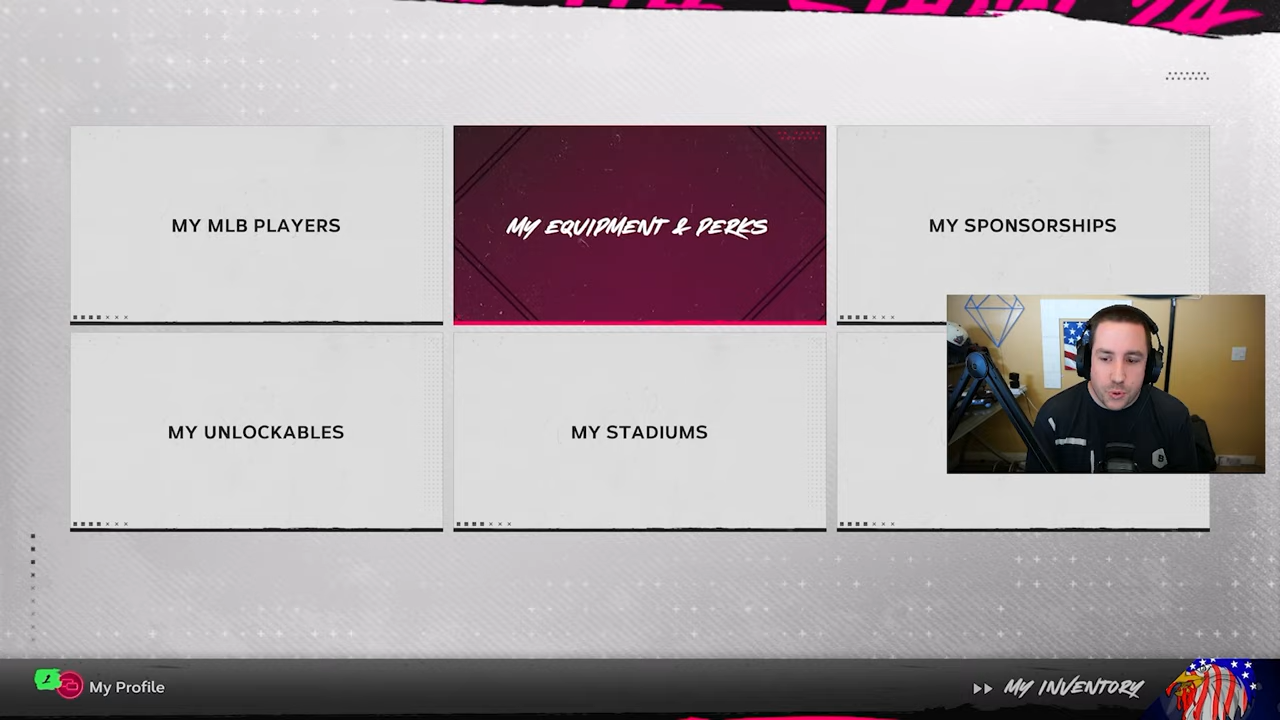 MY MLB PLAYERS
MY EQUIPMENT & PERKS
MY SPONSORSHIPS
MY UNLOCKABLES
MY STADIUMS
My Profile
MY INVENTORY